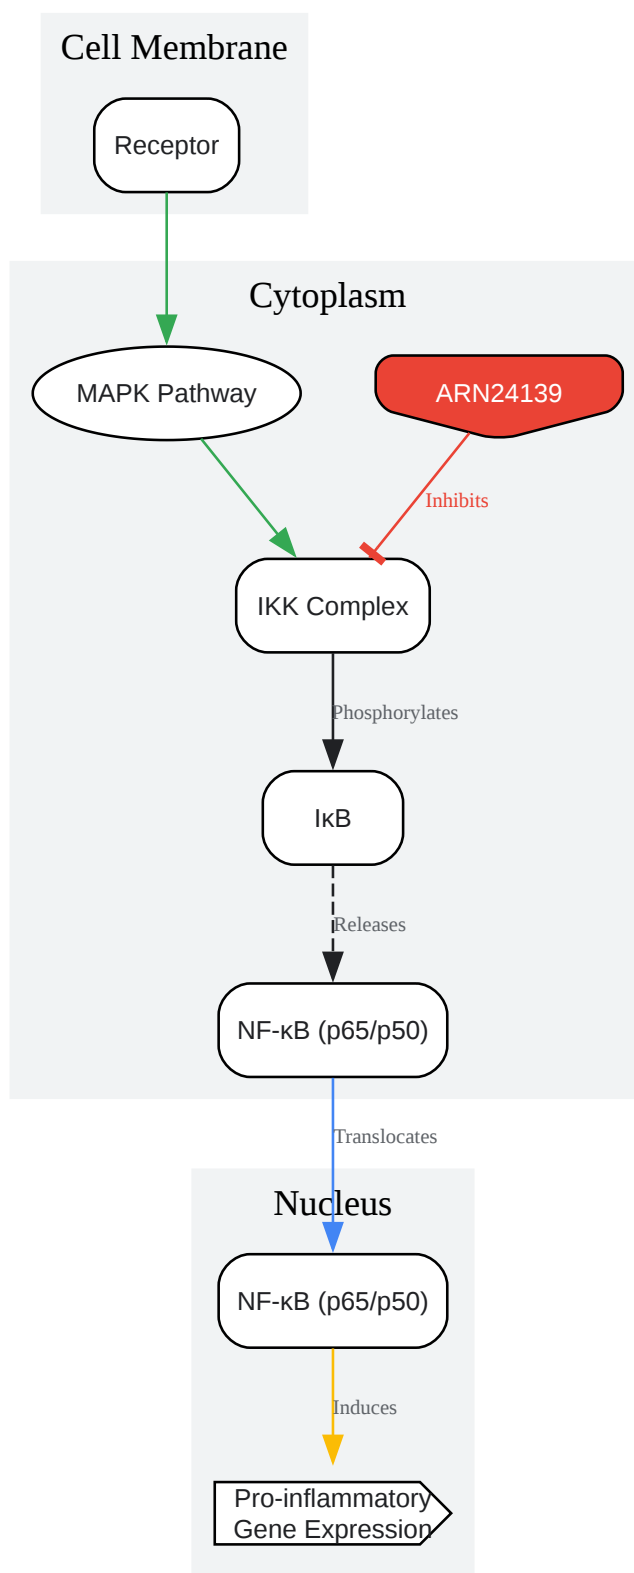 Cell Membrane
Receptor
Cytoplasm
MAPK Pathway
ARN24139
Inhibits
IKK Complex
Phosphorylates
IκB
Releases
NF-κB (p65/p50)
Translocates
Nucleus
NF-κB (p65/p50)
Induces
Pro-inflammatory
Gene Expression